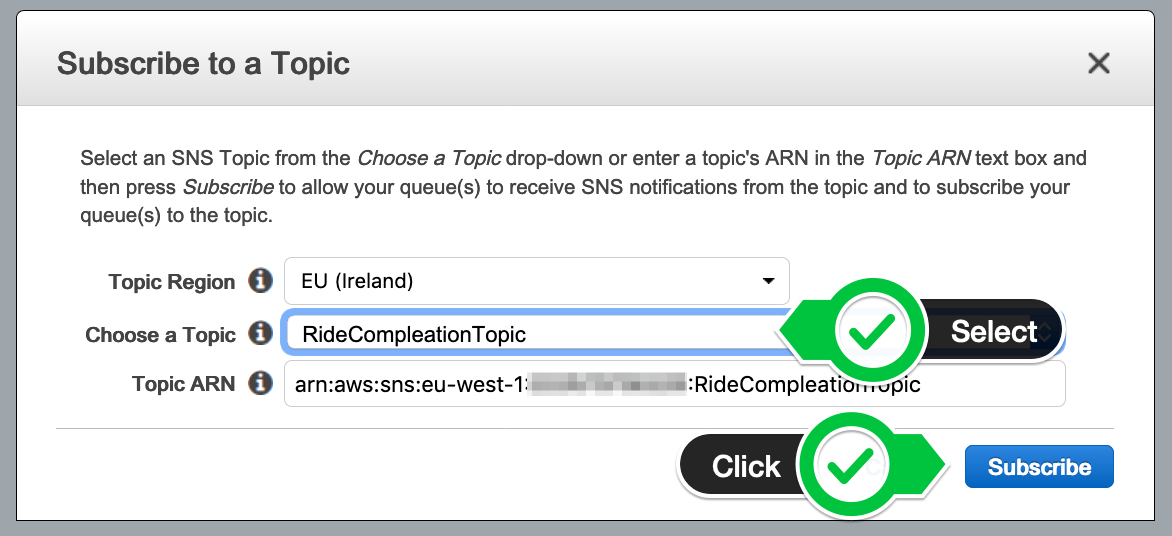 Subscribe to a Topic
Select an SNS Topic from the Choose a Topic drop-down or enter a topic's ARN in the Topic ARN text box and
then press Subscribe to allow your queue(s) to receive SNS notifications from the topic and to subscribe your
queue(s) to the topic.
Topic Region EU (Ireland)
Choose a Topic RideCompleationTopic Select
Topic ARN arn:aws:sns:eu-west-1: :RideCompleationTopic
Click Subscribe